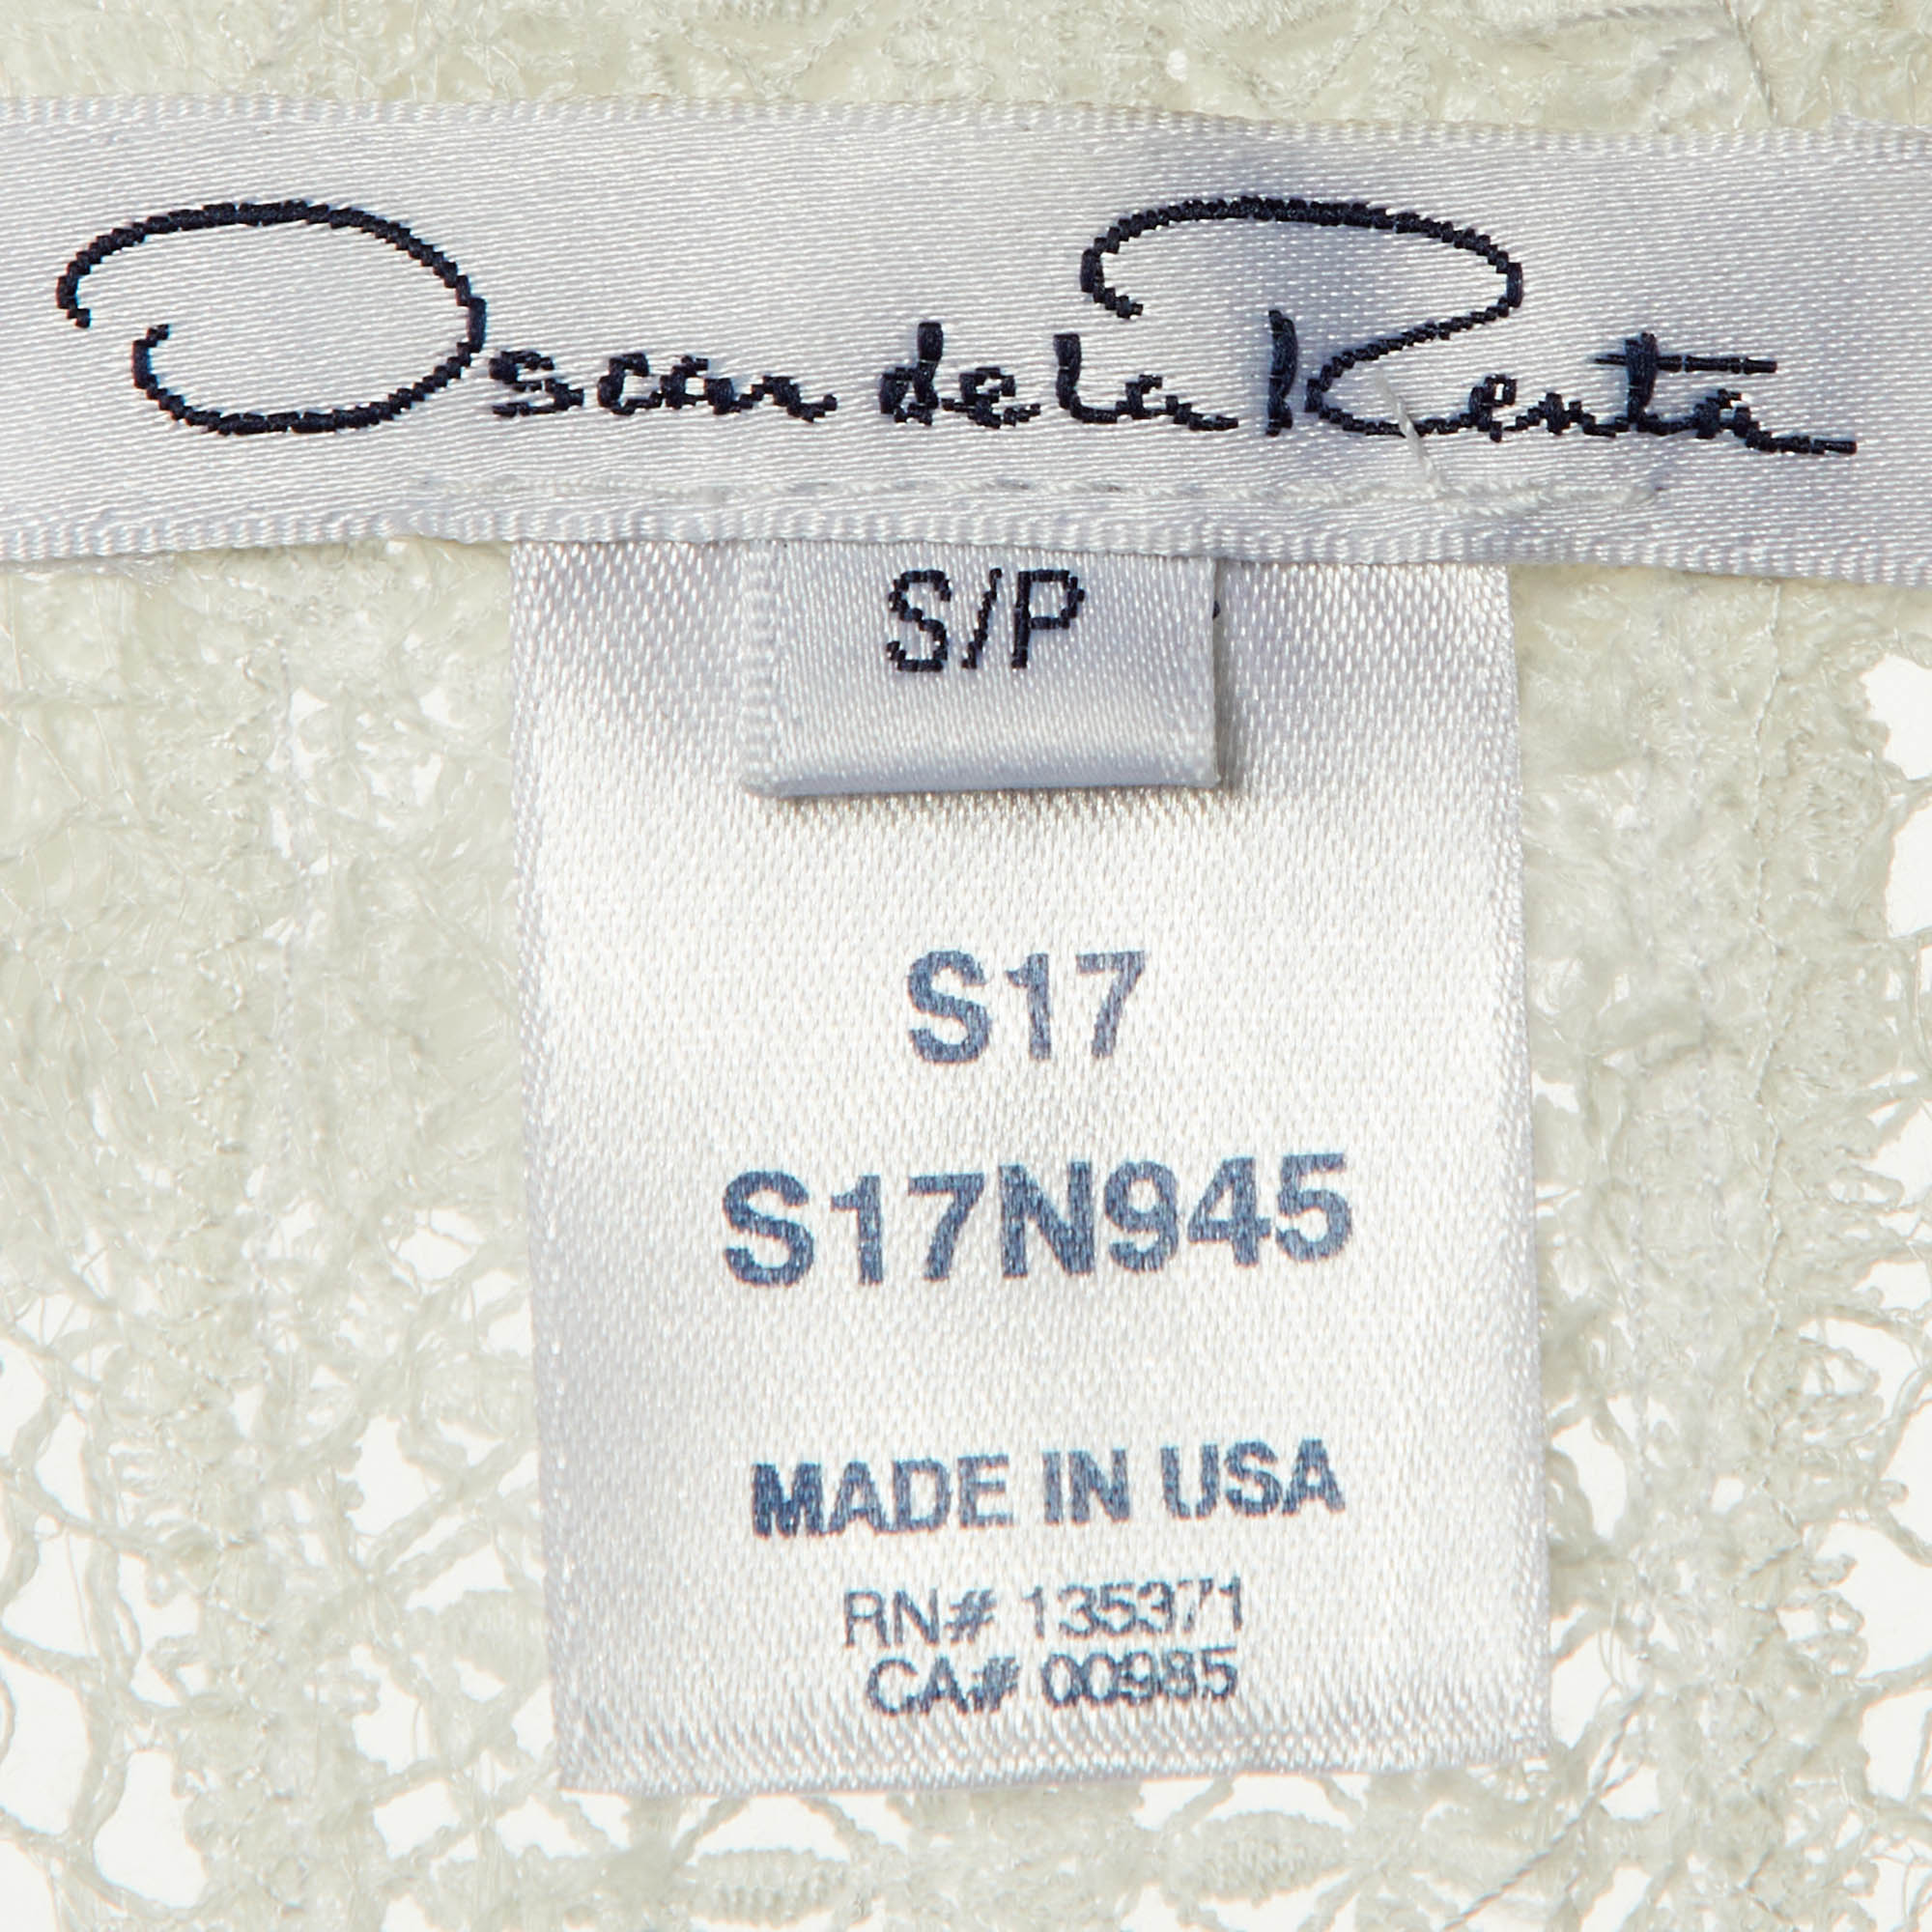 Oscar de la Renta
S/P
S17
S17N945
MADE IN USA
RN# 135371
CA# 00985